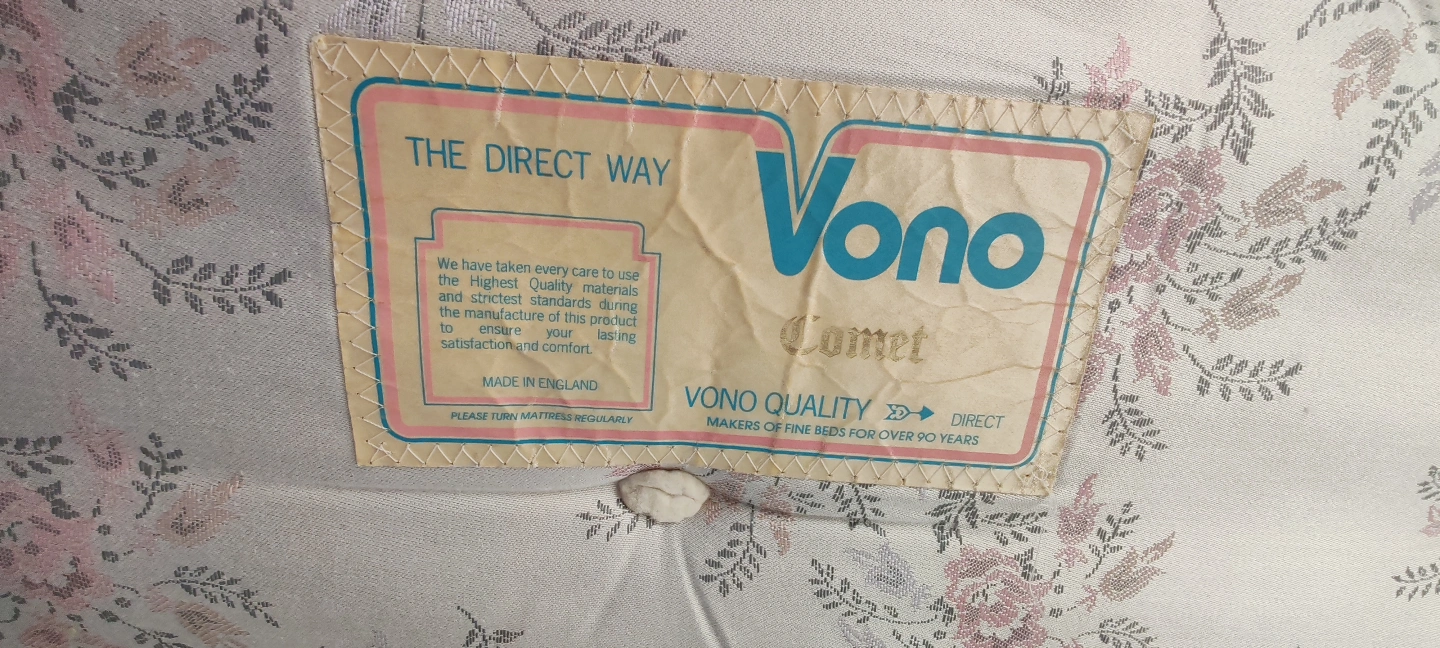 THE DIRECT WAY
Vono
We have taken every care to use
the Highest Quality materials
and strictest standards during
the manufacture of this product
to ensure your lasting
satisfaction and comfort.
MADE IN ENGLAND
PLEASE TURN MATTRESS REGULARLY
Comet
VONO QUALITY DIRECT
MAKERS OF FINE BEDS FOR OVER 90 YEARS